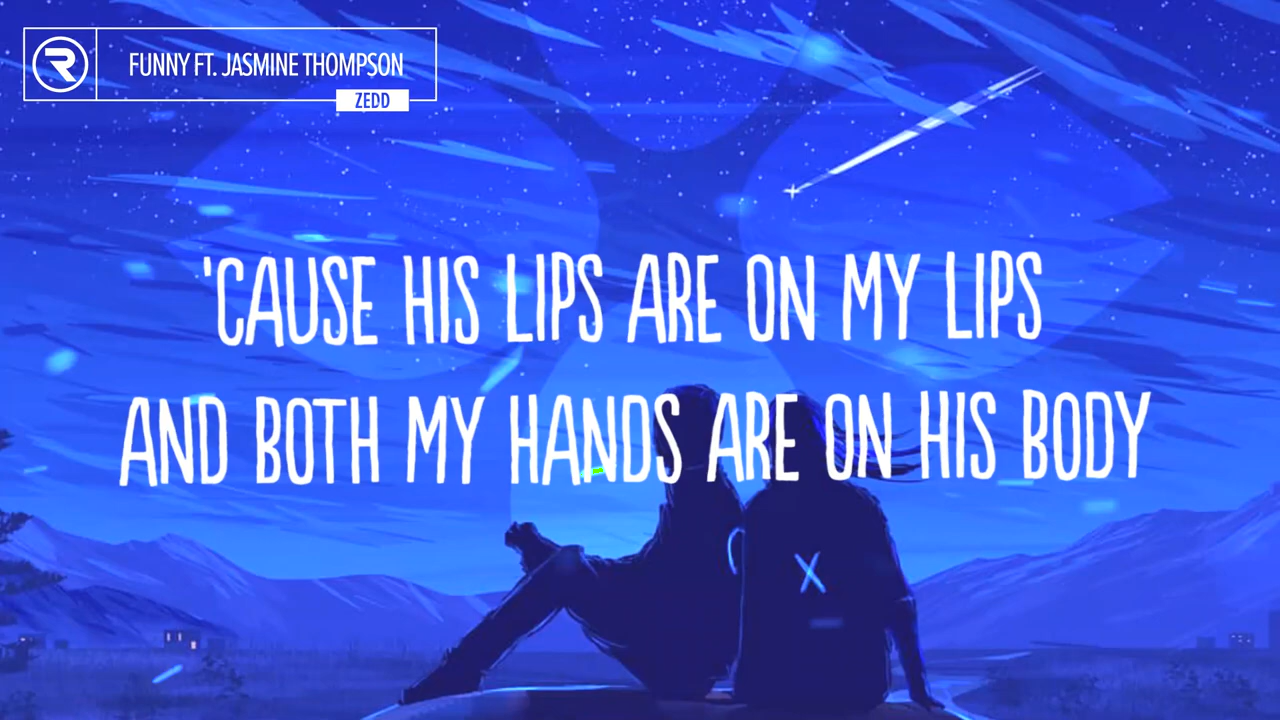 FUNNY FT. JASMINE THOMPSON
ZEDD
'CAUSE HIS LIPS ARE ON MY LIPS
AND BOTH MY HANDS ARE ON HIS BODY
X